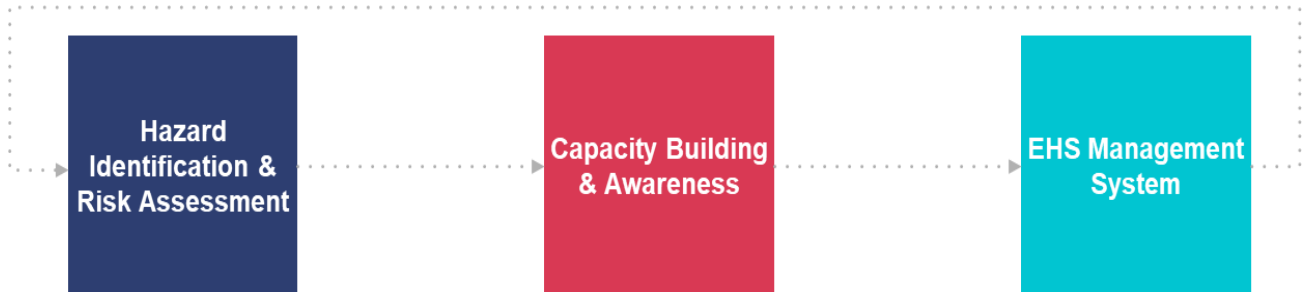 Hazard
Identification &
Risk Assessment
Capacity Building
& Awareness
EHS Management
System